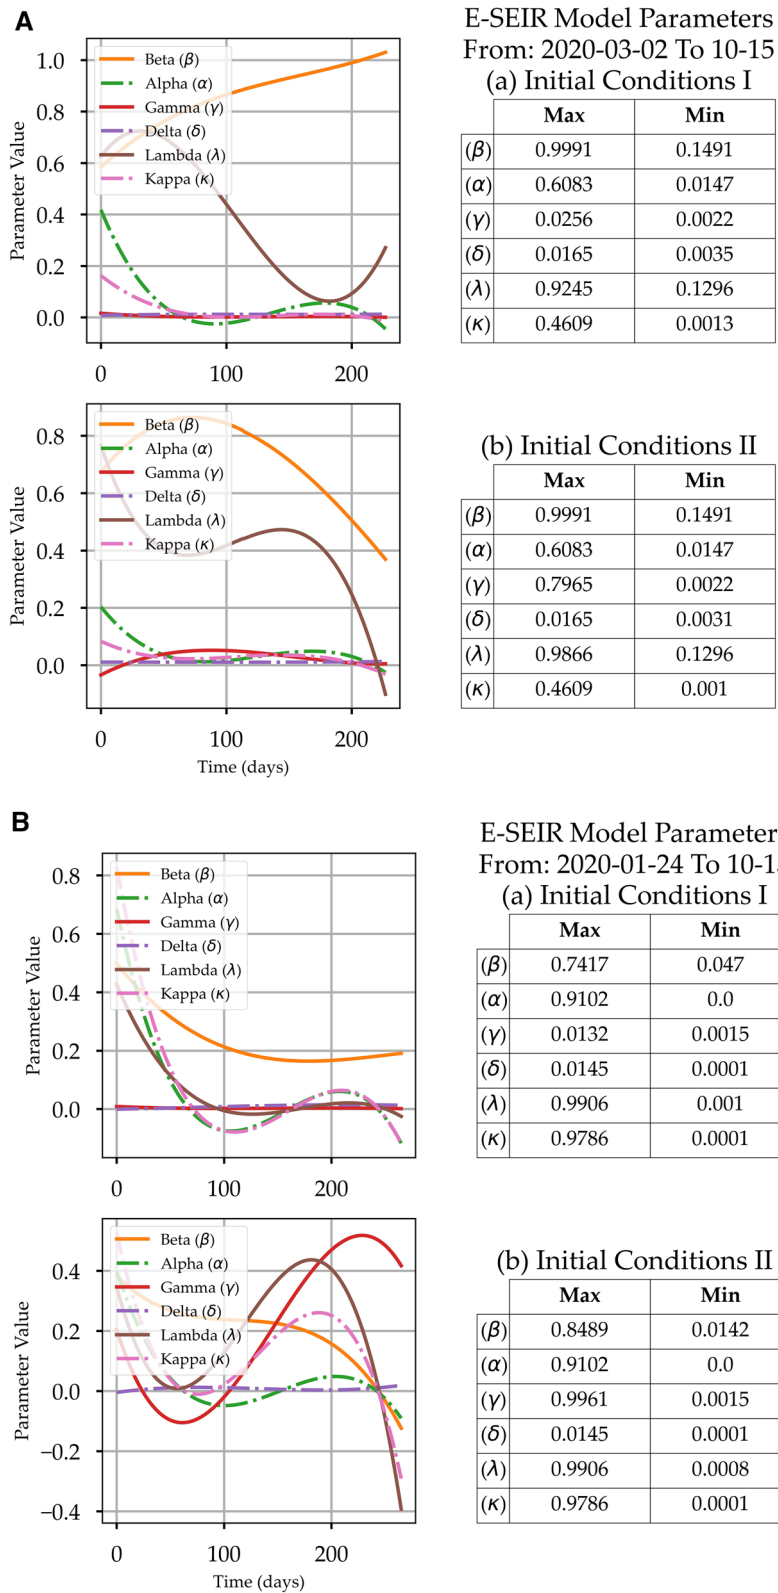 A
E-SEIR Model Parameters
From: 2020-03-02 To 10-15
(a) Initial Conditions I
Parameter Value
1.0
0.8
0.6
0.4
0.2
0.0
Beta (β)
Alpha (α)
Gamma (γ)
Delta (δ)
Lambda (λ)
Kappa (κ)
0 100 200
Max Min
(β) 0.9991 0.1491
(α) 0.6083 0.0147
(γ) 0.0256 0.0022
(δ) 0.0165 0.0035
(λ) 0.9245 0.1296
(κ) 0.4609 0.0013
Parameter Value
0.8
0.6
0.4
0.2
0.0
Beta (β)
Alpha (α)
Gamma (γ)
Delta (δ)
Lambda (λ)
Kappa (κ)
0 100 200
Time (days)
(b) Initial Conditions II
Max Min
(β) 0.9991 0.1491
(α) 0.6083 0.0147
(γ) 0.7965 0.0022
(δ) 0.0165 0.0031
(λ) 0.9866 0.1296
(κ) 0.4609 0.001
B
E-SEIR Model Parameter
From: 2020-01-24 To 10-1
(a) Initial Conditions I
Parameter Value
0.8
0.6
0.4
0.2
0.0
Beta (β)
Alpha (α)
Gamma (γ)
Delta (δ)
Lambda (λ)
Kappa (κ)
0 100 200
Max Min
(β) 0.7417 0.047
(α) 0.9102 0.0
(γ) 0.0132 0.0015
(δ) 0.0145 0.0001
(λ) 0.9906 0.001
(κ) 0.9786 0.0001
Parameter Value
0.4
0.2
0.0
−0.2
−0.4
Beta (β)
Alpha (α)
Gamma (γ)
Delta (δ)
Lambda (λ)
Kappa (κ)
0 100 200
Time (days)
(b) Initial Conditions II
Max Min
(β) 0.8489 0.0142
(α) 0.9102 0.0
(γ) 0.9961 0.0015
(δ) 0.0145 0.0001
(λ) 0.9906 0.0008
(κ) 0.9786 0.0001